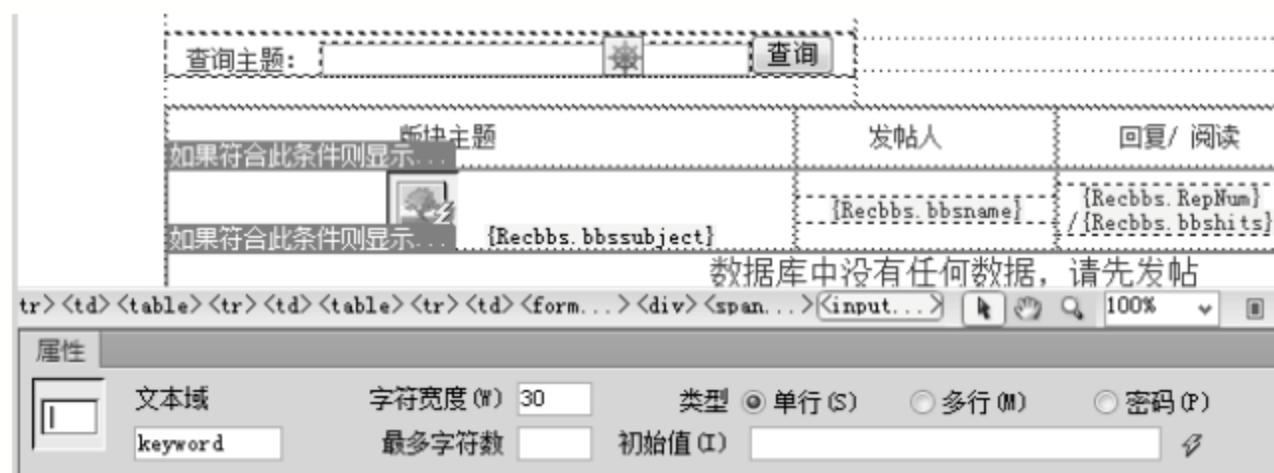 查询主题: 查询
版块主题 发帖人 回复/ 阅读
如果符合此条件则显示...
{Recbbs.bbssubject} {Recbbs.bbsname} {Recbbs.RepNum}
/{Recbbs.bbshits}
如果符合此条件则显示...
数据库中没有任何数据，请先发帖
tr> <td> <table> <tr> <td> <table> <tr> <td> <form...> <div> <span...> <input...> 100%
属性
文本域 字符宽度(W) 30 类型 单行(S) 多行(M) 密码(P)
keyword 最多字符数 初始值(I)